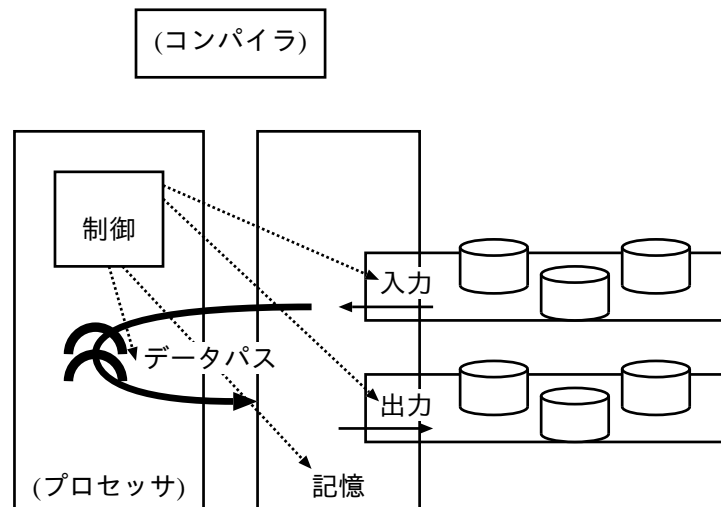 (コンパイラ)
制御
入力
データパス
出力
(プロセッサ)
記憶